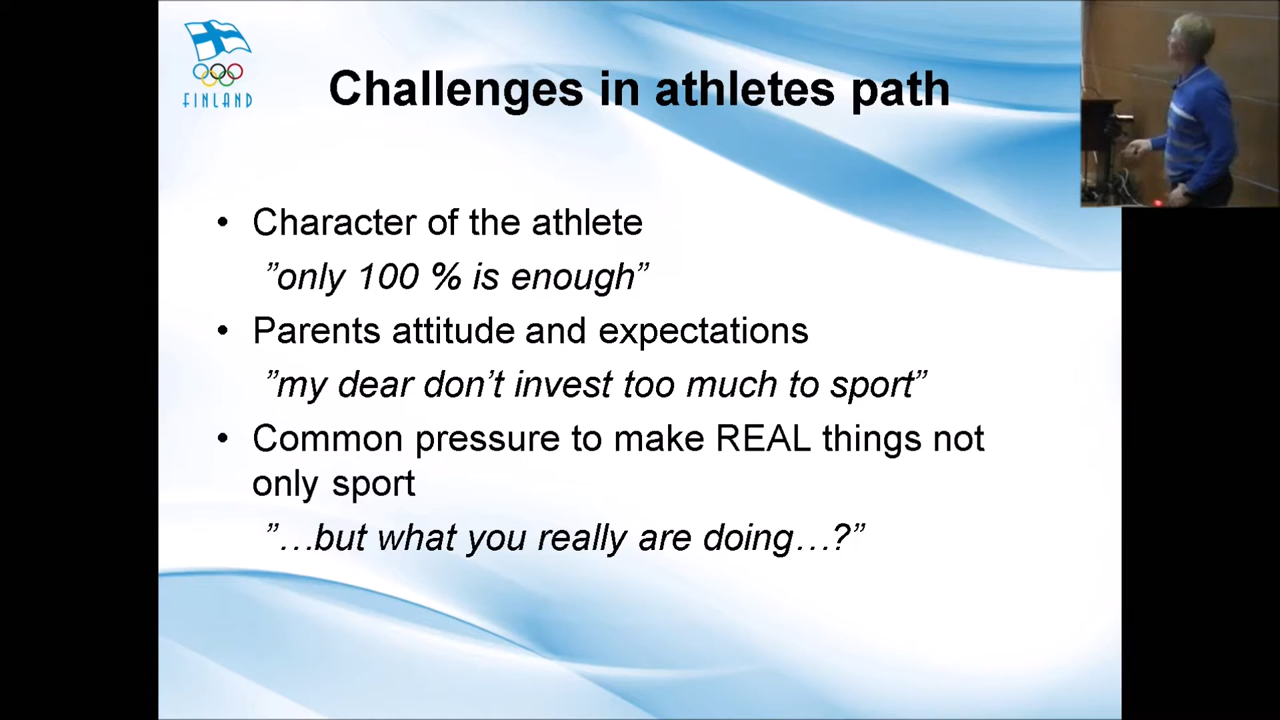 FINLAND
Challenges in athletes path
• Character of the athlete
”only 100 % is enough”
• Parents attitude and expectations
”my dear don’t invest too much to sport”
• Common pressure to make REAL things not
only sport
”…but what you really are doing…?”